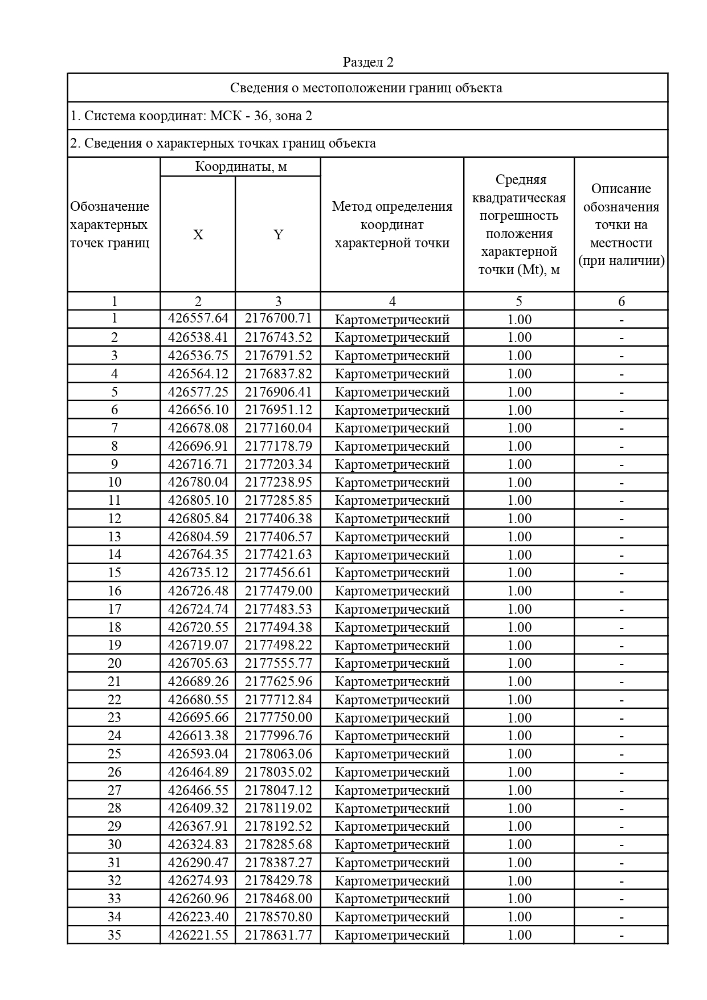 Раздел 2
Сведения о местоположении границ объекта
1. Система координат: МСК - 36, зона 2
2. Сведения о характерных точках границ объекта
Обозначение
характерных
точек границ
Координаты, м
X
Y
Метод определения
координат
характерной точки
Средняя
квадратическая
погрешность
положения
характерной
точки (Mt), м
Описание
обозначения
точки на
местности
(при наличии)
1 2 3 4 5 6
1 426557.64 2176700.71 Картометрический 1.00 -
2 426538.41 2176743.52 Картометрический 1.00 -
3 426536.75 2176791.52 Картометрический 1.00 -
4 426564.12 2176837.82 Картометрический 1.00 -
5 426577.25 2176906.41 Картометрический 1.00 -
6 426656.10 2176951.12 Картометрический 1.00 -
7 426678.08 2177160.04 Картометрический 1.00 -
8 426696.91 2177178.79 Картометрический 1.00 -
9 426716.71 2177203.34 Картометрический 1.00 -
10 426780.04 2177238.95 Картометрический 1.00 -
11 426805.10 2177285.85 Картометрический 1.00 -
12 426805.84 2177406.38 Картометрический 1.00 -
13 426804.59 2177406.57 Картометрический 1.00 -
14 426764.35 2177421.63 Картометрический 1.00 -
15 426735.12 2177456.61 Картометрический 1.00 -
16 426726.48 2177479.00 Картометрический 1.00 -
17 426724.74 2177483.53 Картометрический 1.00 -
18 426720.55 2177494.38 Картометрический 1.00 -
19 426719.07 2177498.22 Картометрический 1.00 -
20 426705.63 2177555.77 Картометрический 1.00 -
21 426689.26 2177625.96 Картометрический 1.00 -
22 426680.55 2177712.84 Картометрический 1.00 -
23 426695.66 2177750.00 Картометрический 1.00 -
24 426613.38 2177996.76 Картометрический 1.00 -
25 426593.04 2178063.06 Картометрический 1.00 -
26 426464.89 2178035.02 Картометрический 1.00 -
27 426466.55 2178047.12 Картометрический 1.00 -
28 426409.32 2178119.02 Картометрический 1.00 -
29 426367.91 2178192.52 Картометрический 1.00 -
30 426324.83 2178285.68 Картометрический 1.00 -
31 426290.47 2178387.27 Картометрический 1.00 -
32 426274.93 2178429.78 Картометрический 1.00 -
33 426260.96 2178468.00 Картометрический 1.00 -
34 426223.40 2178570.80 Картометрический 1.00 -
35 426221.55 2178631.77 Картометрический 1.00 -